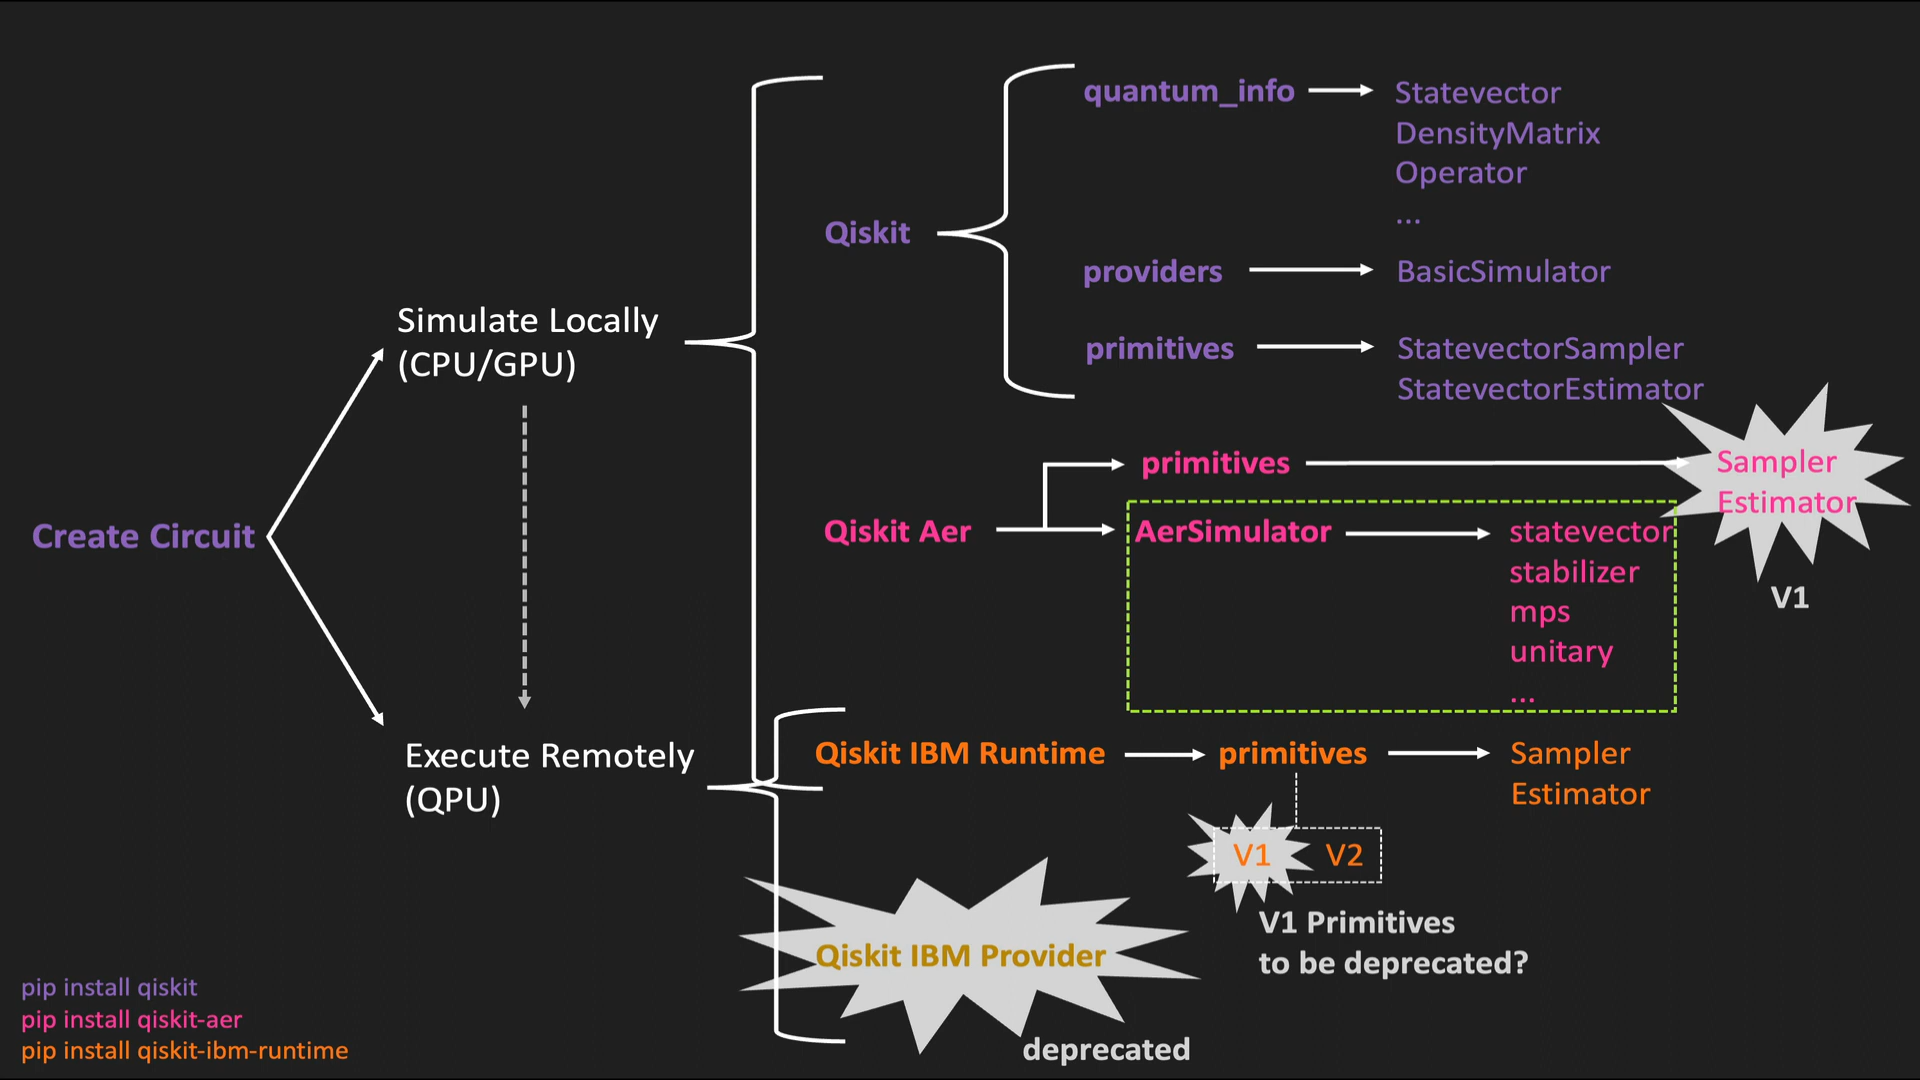 quantum_info
Statevector
DensityMatrix
Operator
...
Qiskit
providers
BasicSimulator
primitives
StatevectorSampler
StatevectorEstimator
Simulate Locally
(CPU/GPU)
primitives
Sampler
Estimator
V1
Create Circuit
Qiskit Aer
AerSimulator
statevector
stabilizer
mps
unitary
...
Execute Remotely
(QPU)
Qiskit IBM Runtime
primitives
Sampler
Estimator
V1
V2
V1 Primitives
to be deprecated?
Qiskit IBM Provider
deprecated
pip install qiskit
pip install qiskit-aer
pip install qiskit-ibm-runtime